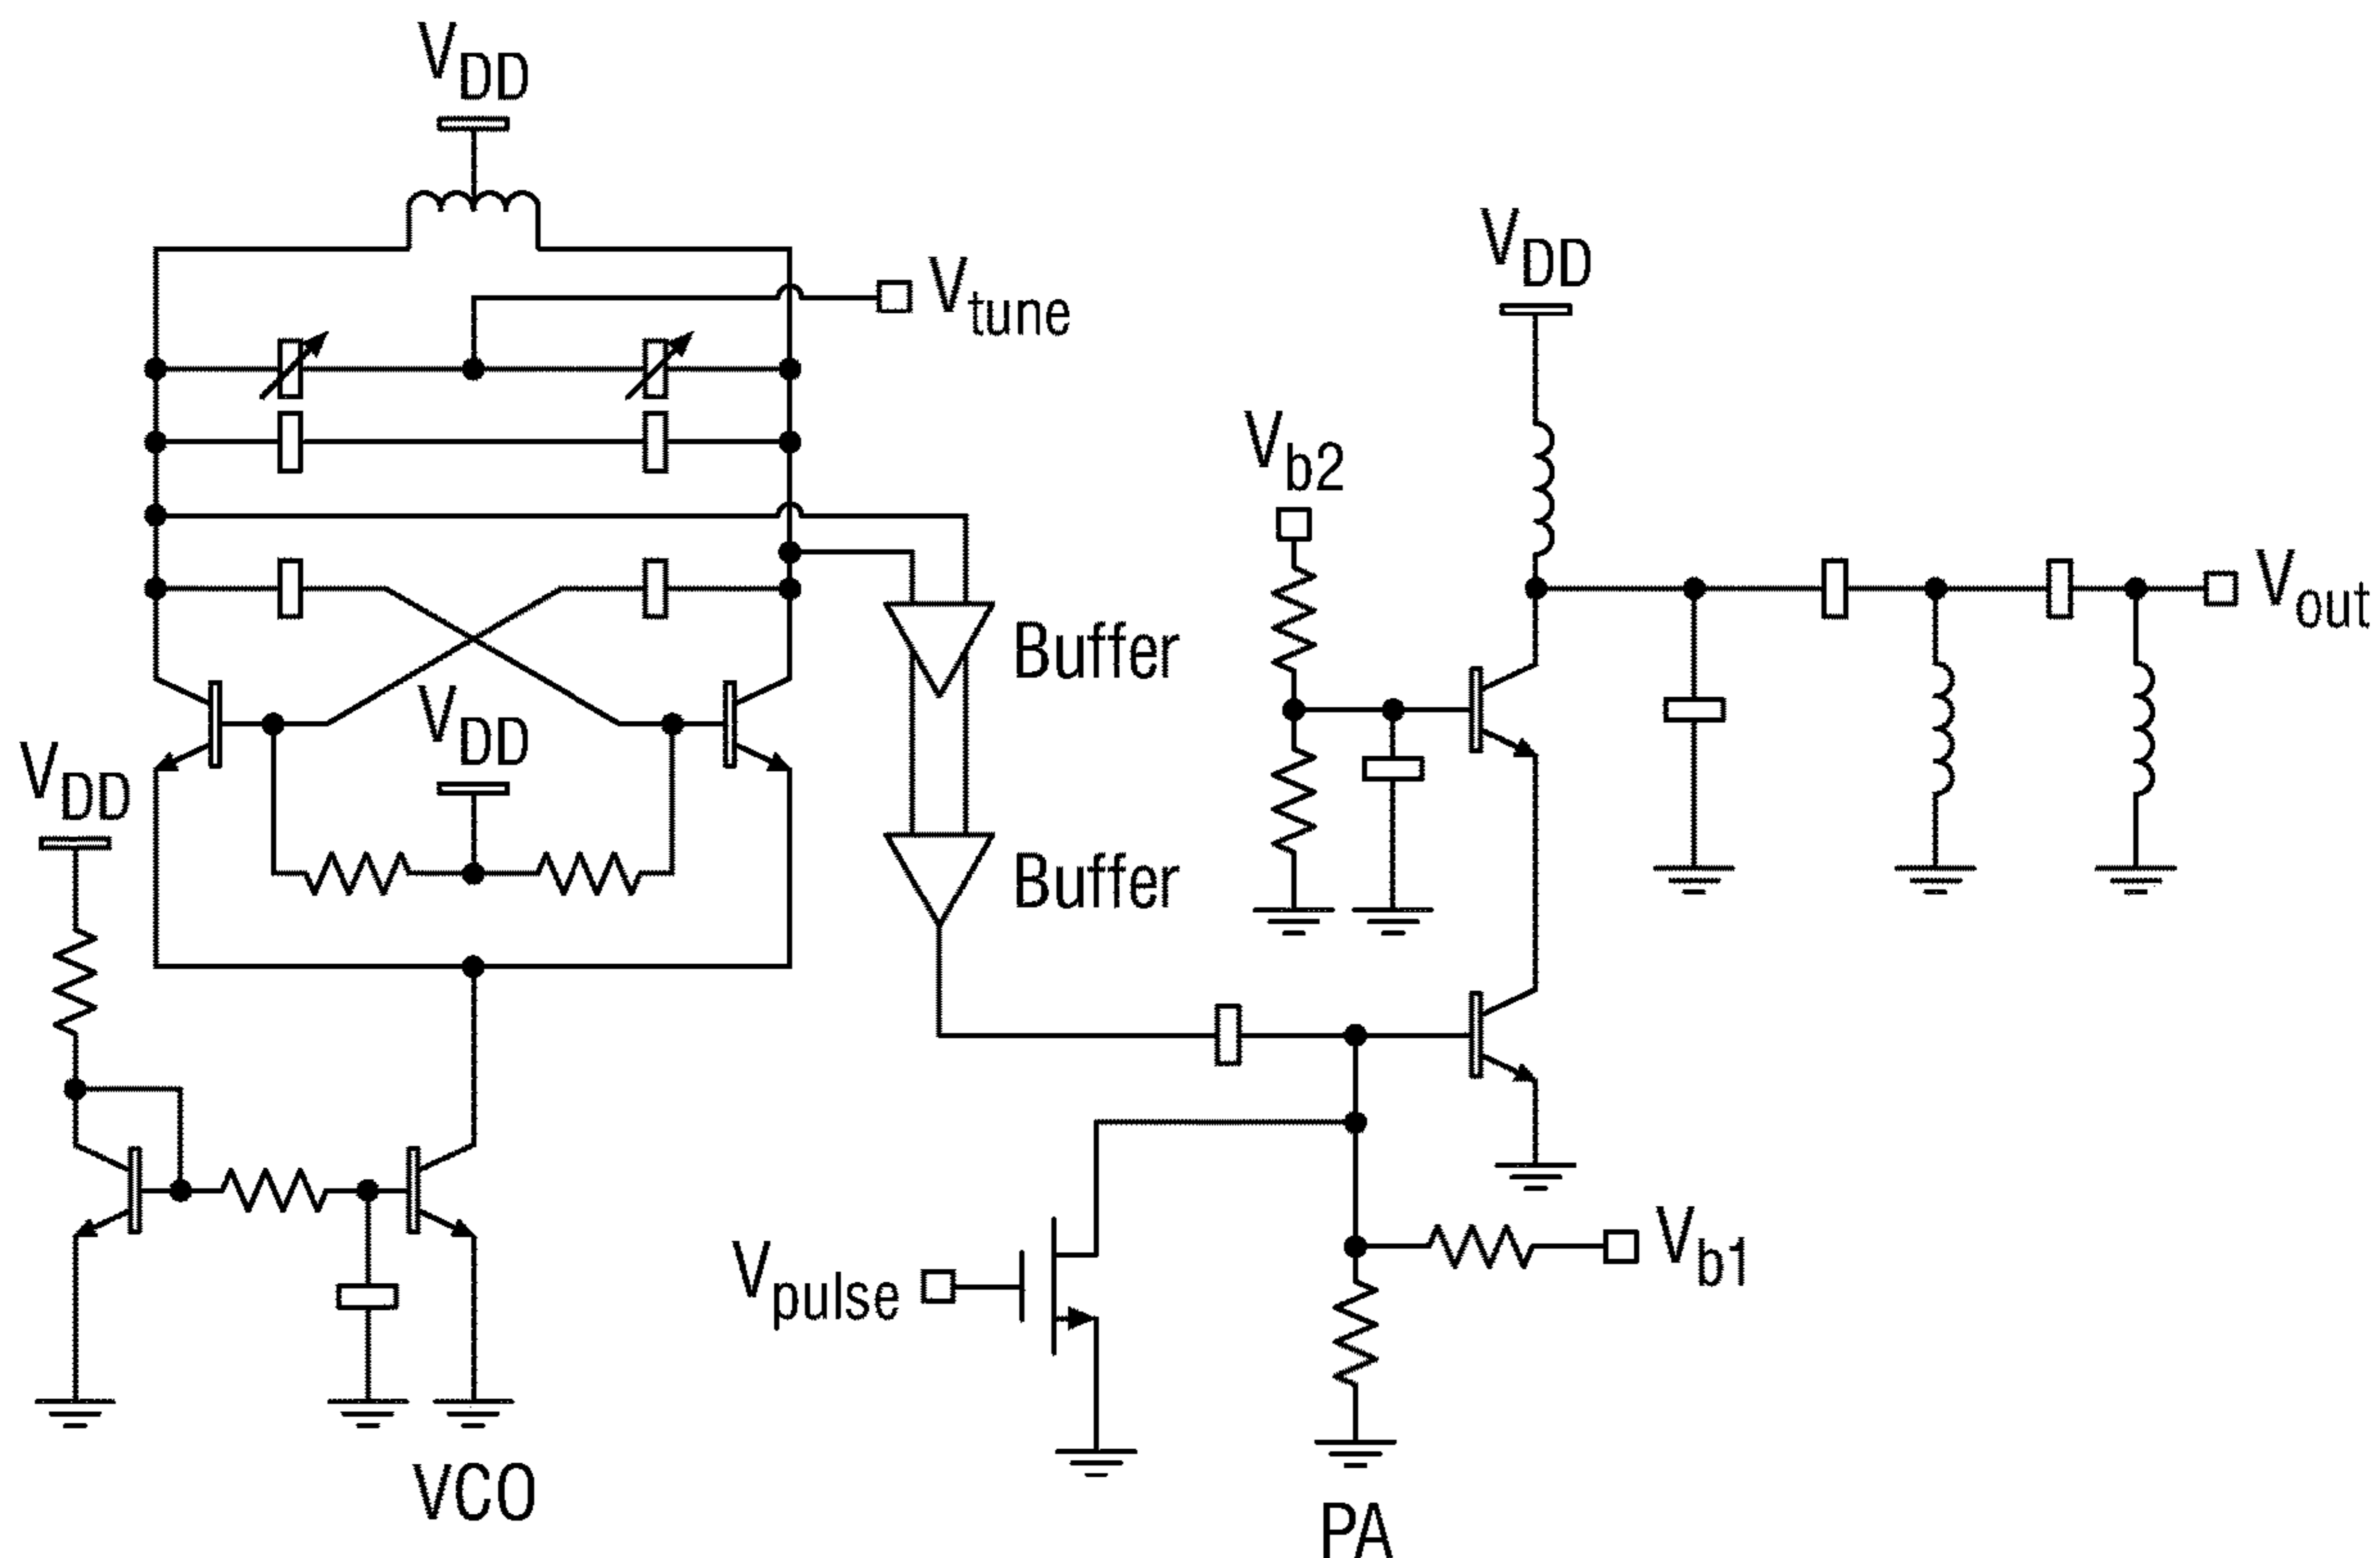 VDD
Vtune
VDD
Vb2
Vout
Buffer
VDD
VDD
Buffer
Vpulse
Vb1
VCO
PA